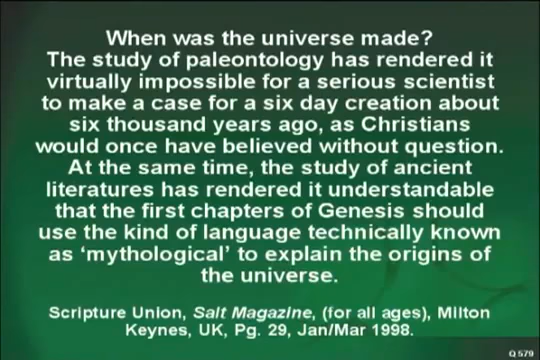 When was the universe made?
The study of paleontology has rendered it
virtually impossible for a serious scientist
to make a case for a six day creation about
six thousand years ago, as Christians
would once have believed without question.
At the same time, the study of ancient
literatures has rendered it understandable
that the first chapters of Genesis should
use the kind of language technically known
as ‘mythological’ to explain the origins of
the universe.
Scripture Union, Salt Magazine, (for all ages), Milton
Keynes, UK, Pg. 29, Jan/Mar 1998.
Q 579